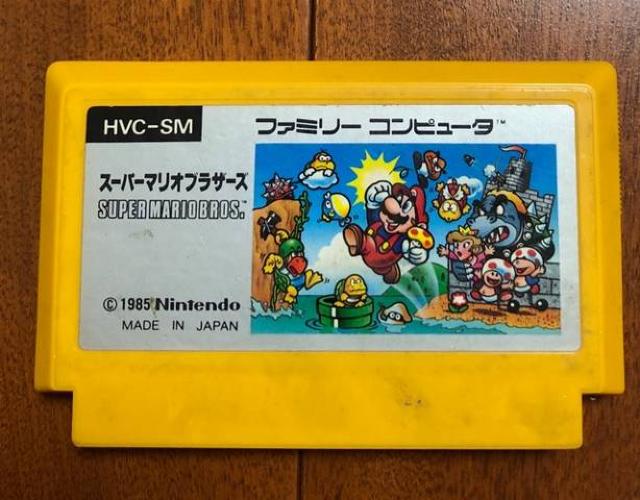 HVC-SM
ファミリー コンピュータ™
スーパーマリオブラザーズ
SUPER MARIO BROS.™
© 1985 Nintendo
MADE IN JAPAN